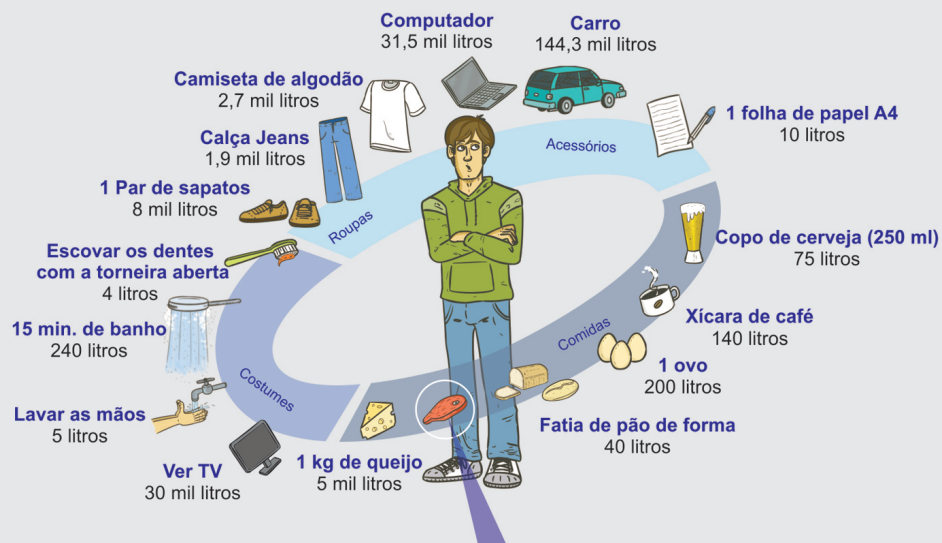 Computador
31,5 mil litros
Carro
144,3 mil litros
Camiseta de algodão
2,7 mil litros
1 folha de papel A4
10 litros
Calça Jeans
1,9 mil litros
Acessórios
1 Par de sapatos
8 mil litros
Roupas
Escovar os dentes
com a torneira aberta
4 litros
Copo de cerveja (250 ml)
75 litros
15 min. de banho
240 litros
Xícara de café
140 litros
Comidas
1 ovo
200 litros
Costumes
Lavar as mãos
5 litros
Fatia de pão de forma
40 litros
Ver TV
30 mil litros
1 kg de queijo
5 mil litros